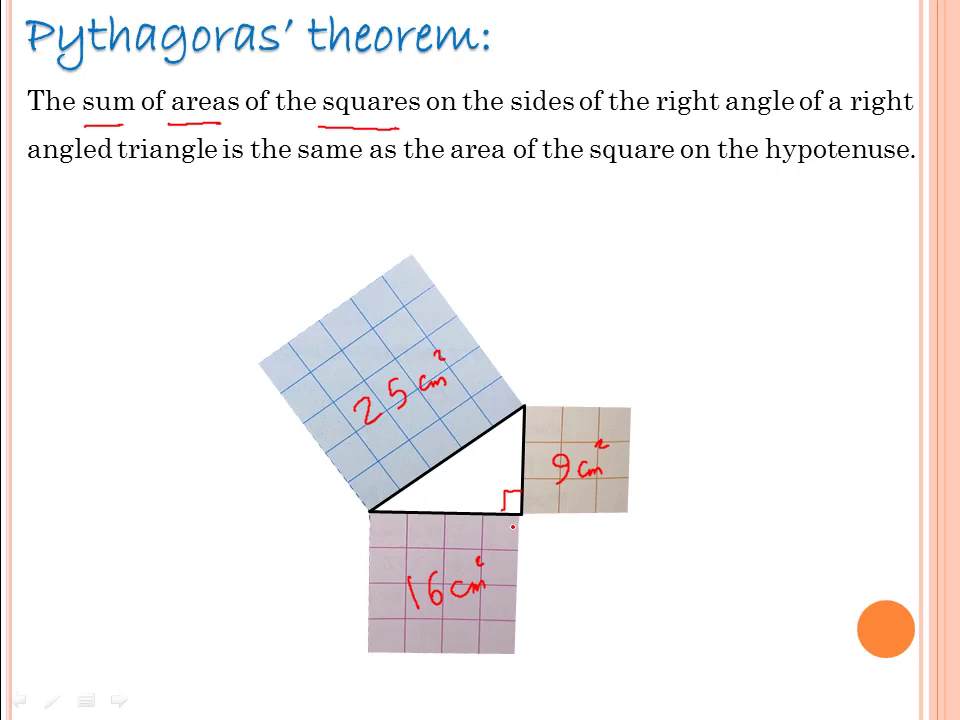 Pythagoras' theorem:
The sum of areas of the squares on the sides of the right angle of a right
angled triangle is the same as the area of the square on the hypotenuse.
25 cm²
9 cm²
16 cm²